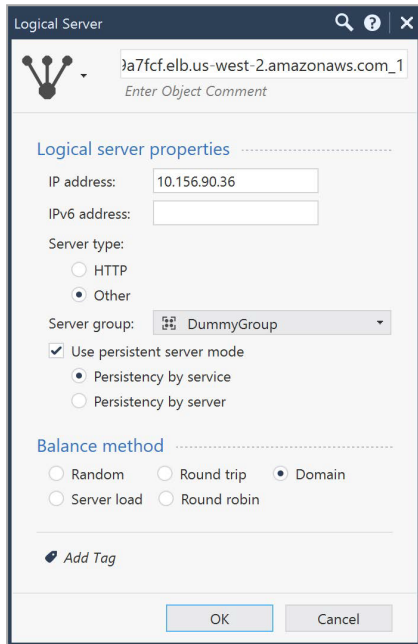 Logical Server
9a7fcf.elb.us-west-2.amazonaws.com_1
Enter Object Comment
Logical server properties
IP address: 10.156.90.36
IPv6 address:
Server type:
HTTP
Other
Server group: DummyGroup
Use persistent server mode
Persistency by service
Persistency by server
Balance method
Random Round trip Domain
Server load Round robin
Add Tag
OK Cancel